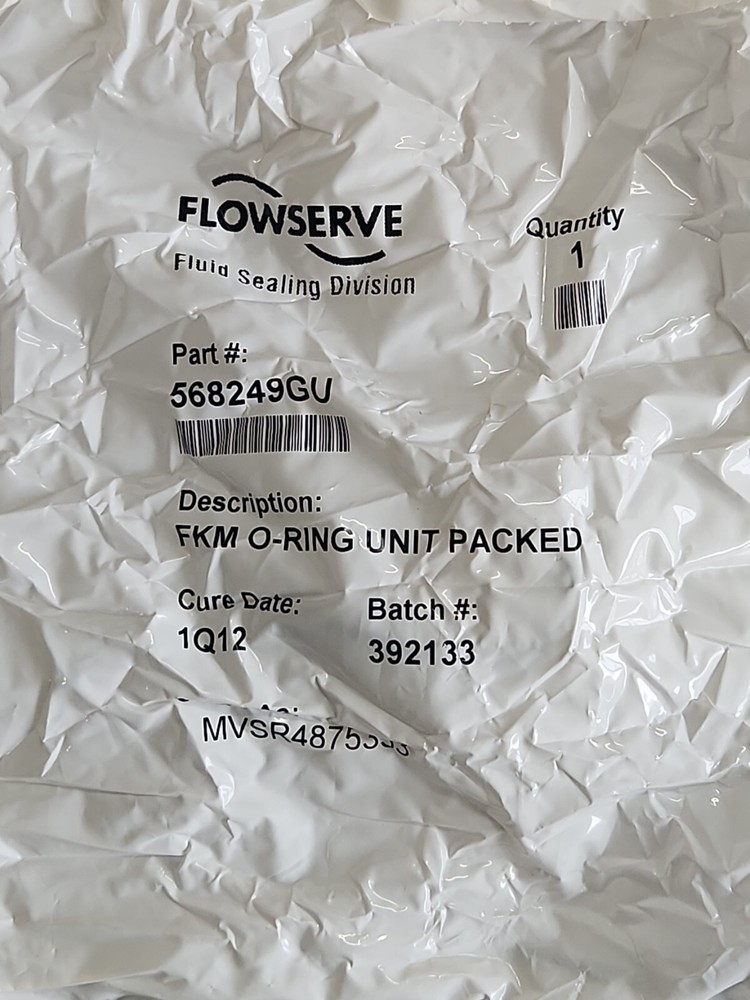 FLOWSERVE
Fluid Sealing Division
Quantity
1
Part #:
568249GU
Description:
FKM O-RING UNIT PACKED
Cure Date:
1Q12
Batch #:
392133